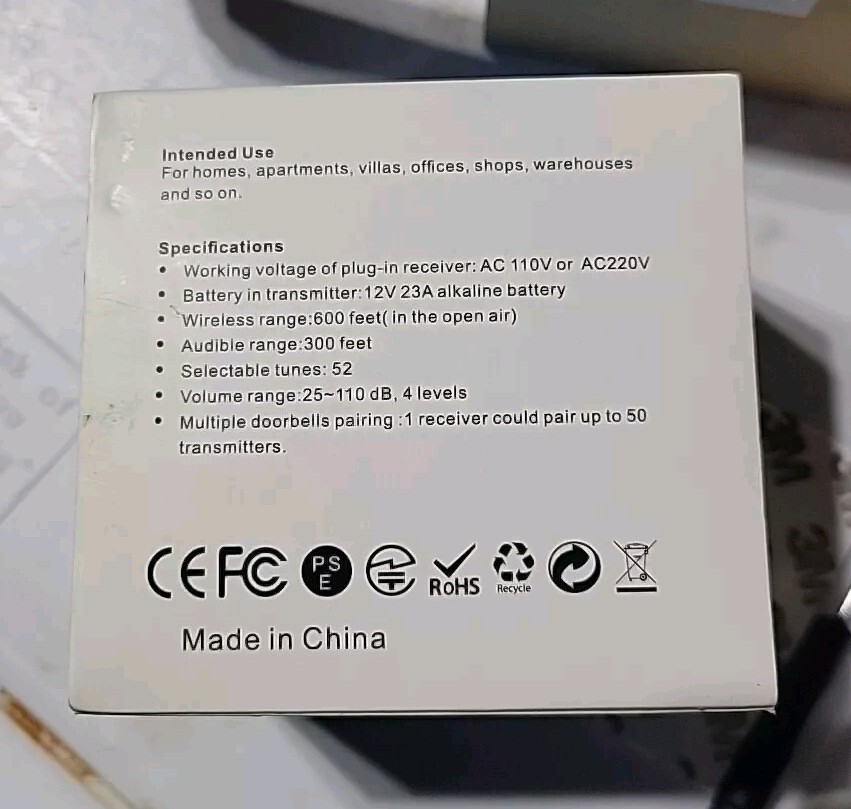 Intended Use
For homes, apartments, villas, offices, shops, warehouses
and so on.
Specifications
• Working voltage of plug-in receiver: AC 110V or AC220V
• Battery in transmitter:12V 23A alkaline battery
• Wireless range:600 feet( in the open air)
• Audible range:300 feet
• Selectable tunes: 52
• Volume range:25~110 dB, 4 levels
• Multiple doorbells pairing :1 receiver could pair up to 50
transmitters.
CE FC PS E RoHS Recycle
Made in China
3M
3M